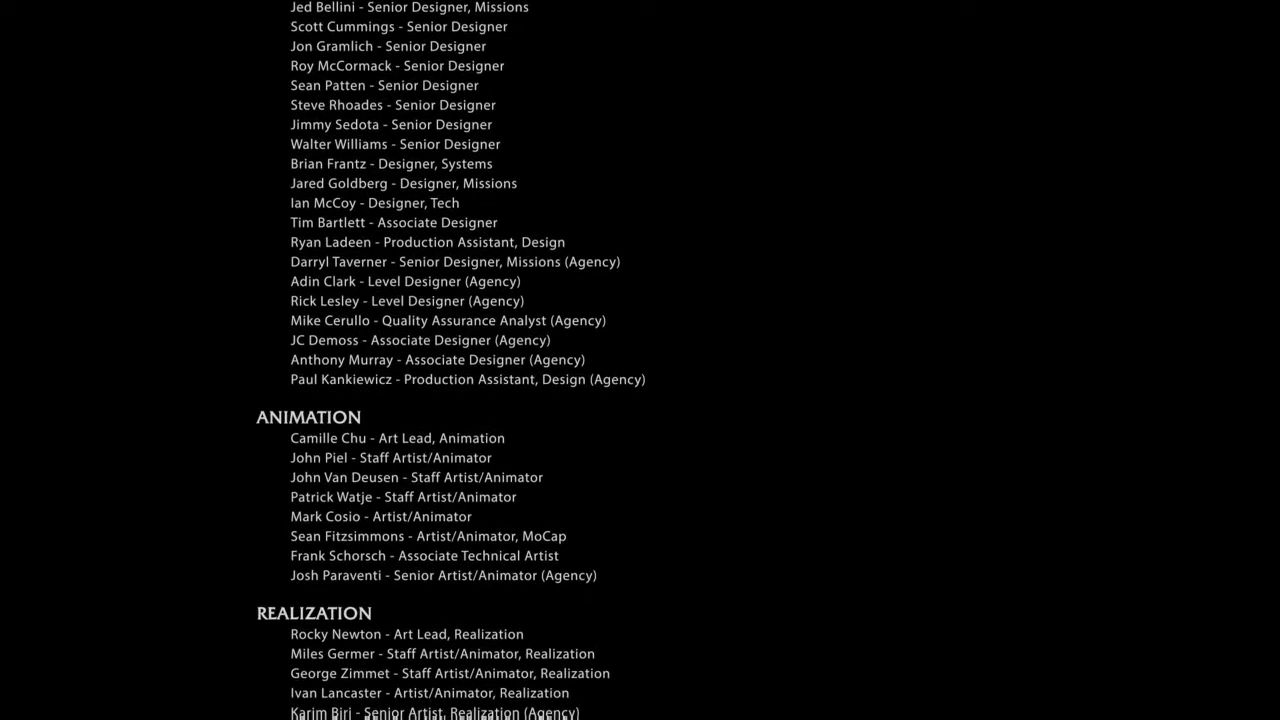 Jed Bellini - Senior Designer, Missions
Scott Cummings - Senior Designer
Jon Gramlich - Senior Designer
Roy McCormack - Senior Designer
Sean Patten - Senior Designer
Steve Rhoades - Senior Designer
Jimmy Sedota - Senior Designer
Walter Williams - Senior Designer
Brian Frantz - Designer, Systems
Jared Goldberg - Designer, Missions
Ian McCoy - Designer, Tech
Tim Bartlett - Associate Designer
Ryan Ladeen - Production Assistant, Design
Darryl Taverner - Senior Designer, Missions (Agency)
Adin Clark - Level Designer (Agency)
Rick Lesley - Level Designer (Agency)
Mike Cerullo - Quality Assurance Analyst (Agency)
JC Demoss - Associate Designer (Agency)
Anthony Murray - Associate Designer (Agency)
Paul Kankiewicz - Production Assistant, Design (Agency)
ANIMATION
Camille Chu - Art Lead, Animation
John Piel - Staff Artist/Animator
John Van Deusen - Staff Artist/Animator
Patrick Watje - Staff Artist/Animator
Mark Cosio - Artist/Animator
Sean Fitzsimmons - Artist/Animator, MoCap
Frank Schorsch - Associate Technical Artist
Josh Paraventi - Senior Artist/Animator (Agency)
REALIZATION
Rocky Newton - Art Lead, Realization
Miles Germer - Staff Artist/Animator, Realization
George Zimmet - Staff Artist/Animator, Realization
Ivan Lancaster - Artist/Animator, Realization
Karim Biri - Senior Artist, Realization (Agency)